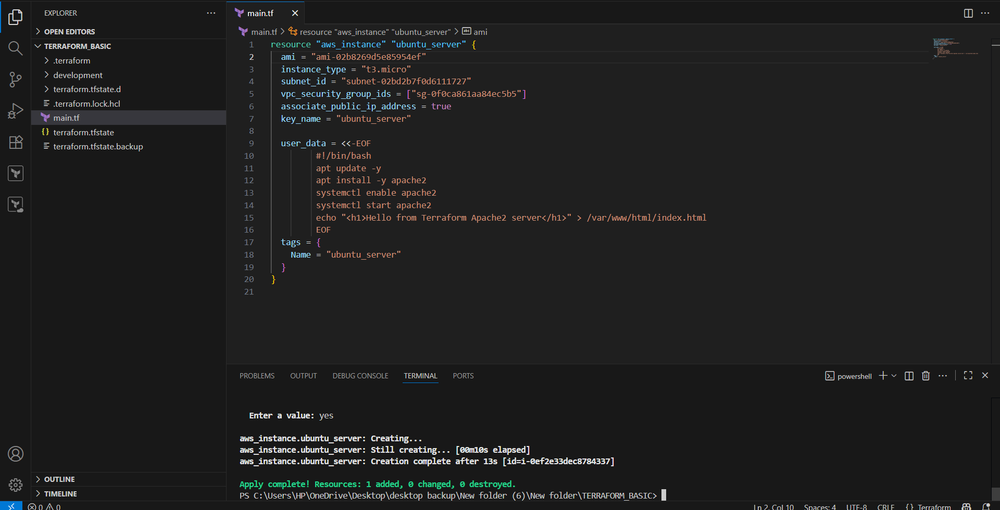 EXPLORER
OPEN EDITORS
TERRAFORM_BASIC
.terraform
development
terraform.tfstate.d
.terraform.lock.hcl
main.tf
terraform.tfstate
terraform.tfstate.backup
OUTLINE
TIMELINE
main.tf
main.tf > resource "aws_instance" "ubuntu_server" > ami
1 resource "aws_instance" "ubuntu_server" {
2 ami = "ami-02b8269d5e85954ef"
3 instance_type = "t3.micro"
4 subnet_id = "subnet-02bd2b7f0d6111727"
5 vpc_security_group_ids = ["sg-0f0ca861aa84ec5b5"]
6 associate_public_ip_address = true
7 key_name = "ubuntu_server"
8
9 user_data = <<-EOF
10 #!/bin/bash
11 apt update -y
12 apt install -y apache2
13 systemctl enable apache2
14 systemctl start apache2
15 echo "<h1>Hello from Terraform Apache2 server</h1>" > /var/www/html/index.html
16 EOF
17 tags = {
18 Name = "ubuntu_server"
19 }
20 }
21
PROBLEMS OUTPUT DEBUG CONSOLE TERMINAL PORTS powershell
Enter a value: yes
aws_instance.ubuntu_server: Creating...
aws_instance.ubuntu_server: Still creating... [00m10s elapsed]
aws_instance.ubuntu_server: Creation complete after 13s [id=i-0ef2e33dec8784337]
Apply complete! Resources: 1 added, 0 changed, 0 destroyed.
PS C:\Users\HP\OneDrive\Desktop\desktop backup\New folder (6)\New folder\TERRAFORM_BASIC>
0 0 Ln 2, Col 10 Spaces: 4 UTF-8 CRLF {} Terraform